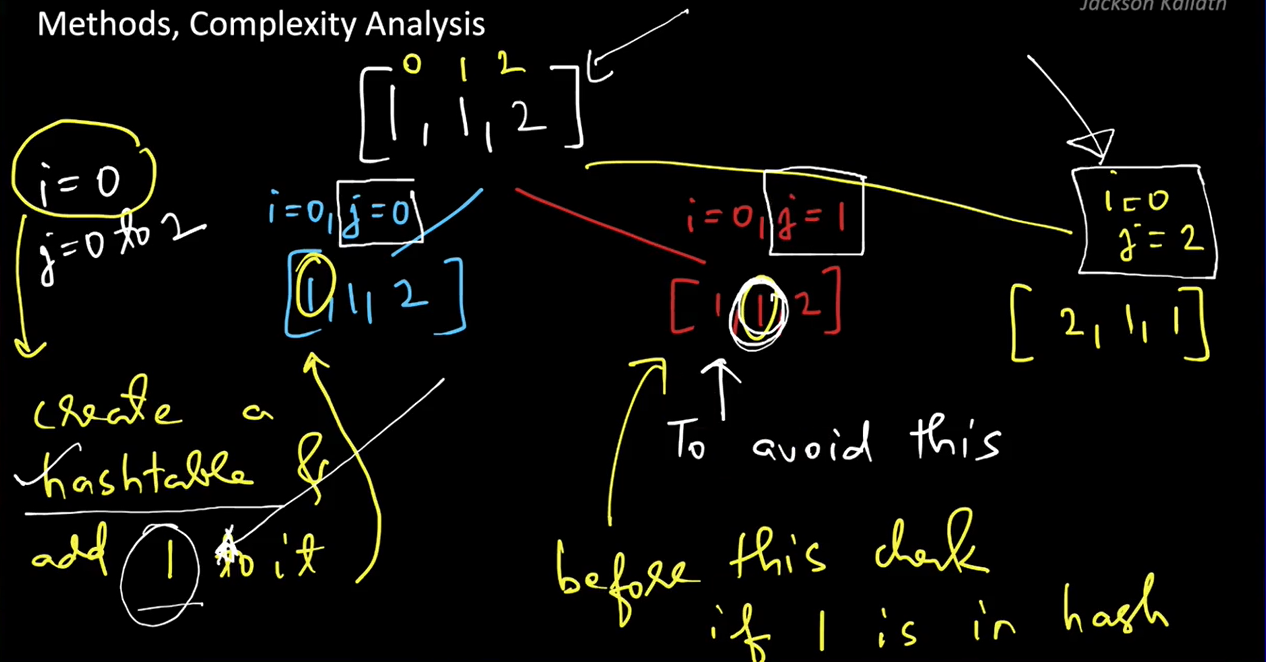 Methods, Complexity Analysis
Jackson Kailath
0 1 2
[1, 1, 2]
i=0
j=0 to 2
i=0, j=0
[1, 1, 2]
i=0, j=1
[1, 1, 2]
i=0
j=2
[2, 1, 1]
create a
hashtable &
add 1 to it
To avoid this
before this check
if 1 is in hash